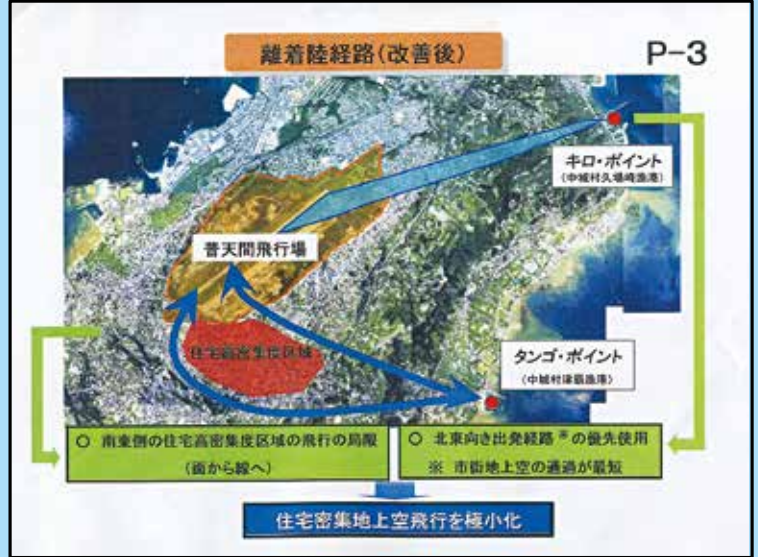 離着陸経路(改善後)
P-3
キロ・ポイント
(中城村久場崎漁港)
普天間飛行場
住宅高密集度区域
タンゴ・ポイント
(中城村津覇漁港)
○ 南東側の住宅高密集度区域の飛行の局限
(面から線へ)
○ 北東向き出発経路※の優先使用
※ 市街地上空の通過が最短
住宅密集地上空飛行を極小化